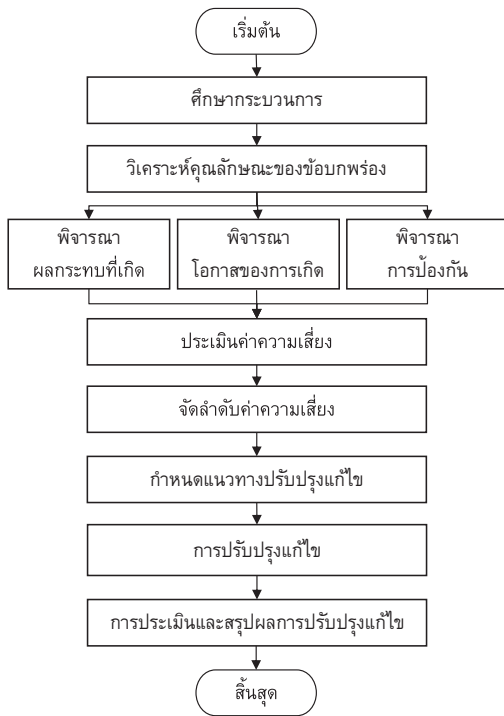 เริ่มต้น
ศึกษากระบวนการ
วิเคราะห์คุณลักษณะของข้อบกพร่อง
พิจารณา
ผลกระทบที่เกิด
พิจารณา
โอกาสของการเกิด
พิจารณา
การป้องกัน
ประเมินค่าความเสี่ยง
จัดลำดับค่าความเสี่ยง
กำหนดแนวทางปรับปรุงแก้ไข
การปรับปรุงแก้ไข
การประเมินและสรุปผลการปรับปรุงแก้ไข
สิ้นสุด